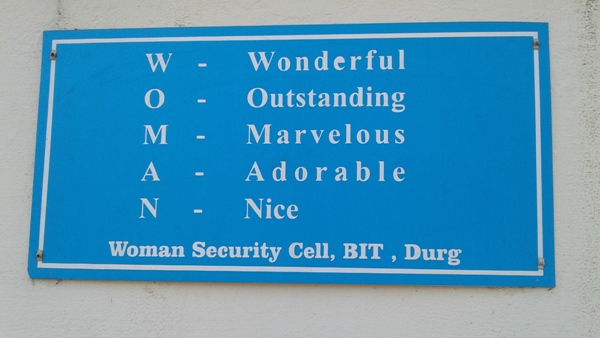 W - Wonderful
O - Outstanding
M - Marvelous
A - Adorable
N - Nice
Woman Security Cell, BIT , Durg